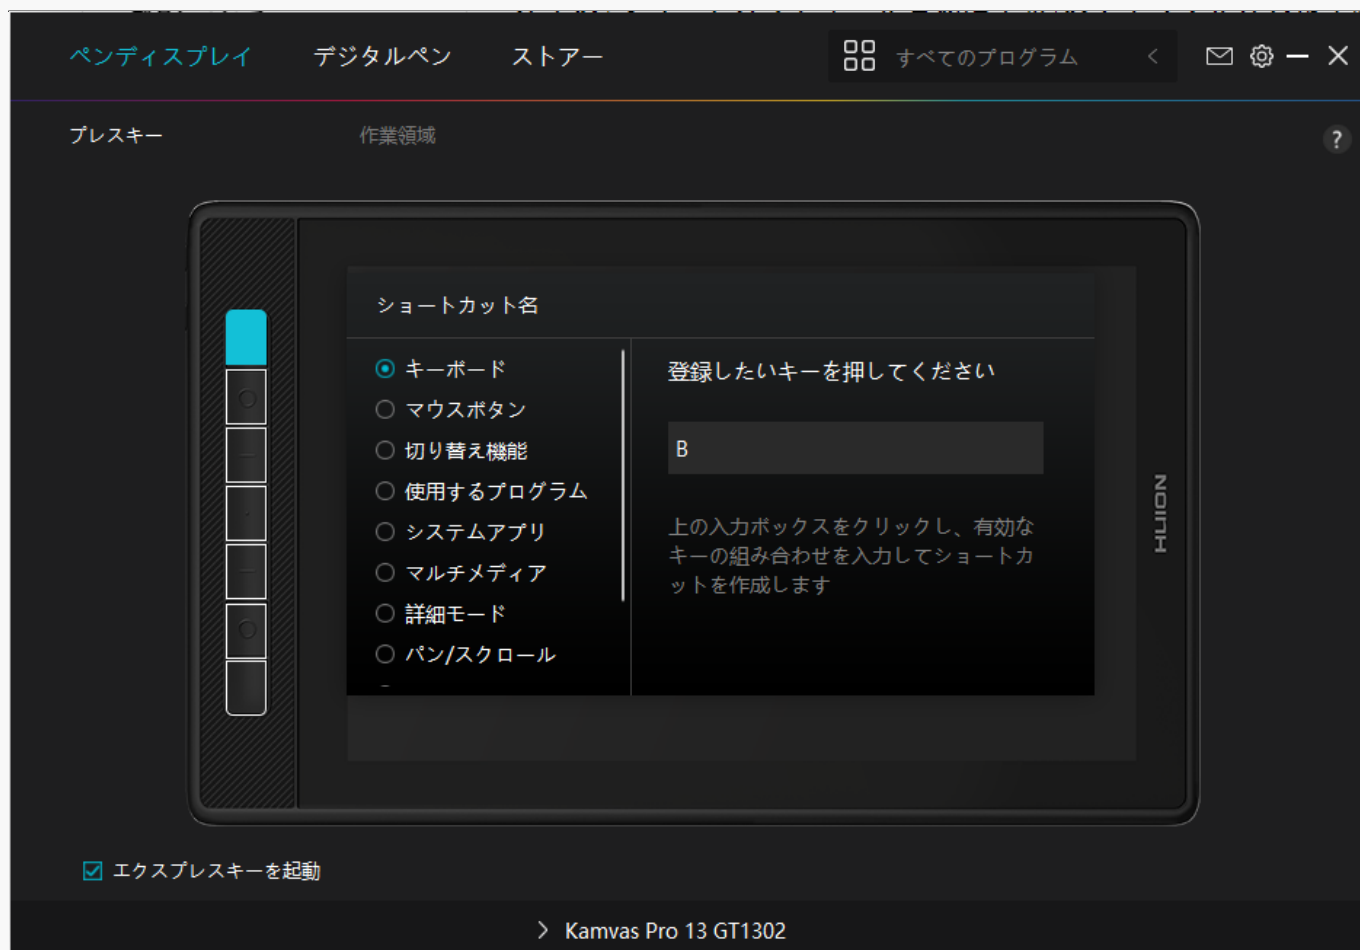 ペンディスプレイ デジタルペン ストアー すべてのプログラム
プレスキー 作業領域
?
ショートカット名
キーボード
マウスボタン
切り替え機能
使用するプログラム
システムアプリ
マルチメディア
詳細モード
パン/スクロール
登録したいキーを押してください
B
上の入力ボックスをクリックし、有効な
キーの組み合わせを入力してショートカ
ットを作成します
HUION
エクスプレスキーを起動
Kamvas Pro 13 GT1302